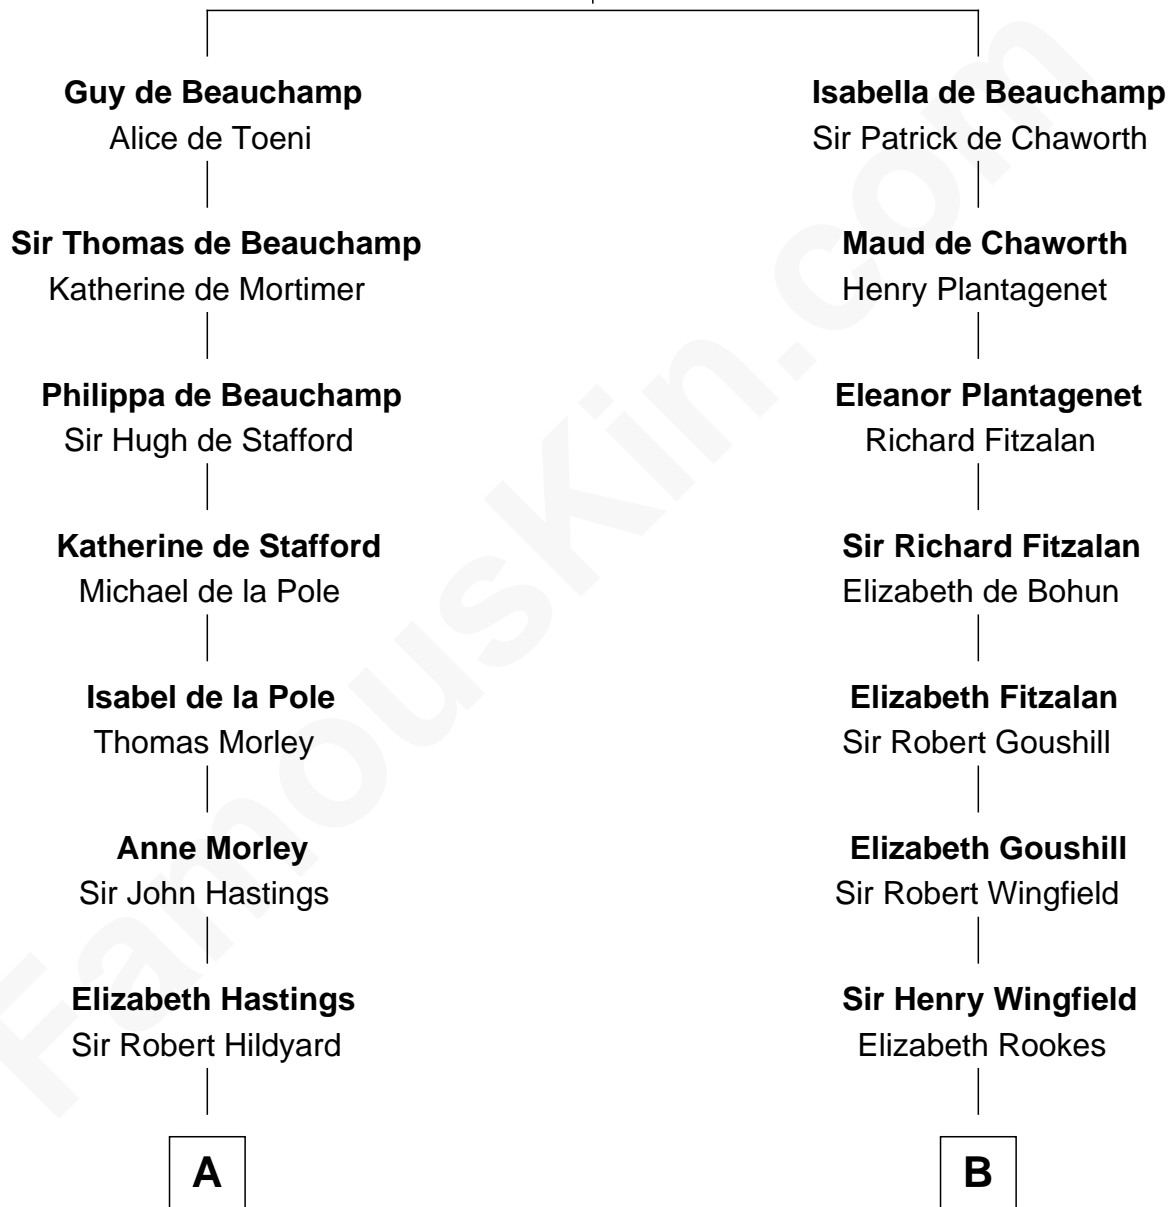 Guy de Beauchamp
Alice de Toeni
Sir Thomas de Beauchamp
Katherine de Mortimer
Philippa de Beauchamp
Sir Hugh de Stafford
Katherine de Stafford
Michael de la Pole
Isabel de la Pole
Thomas Morley
Anne Morley
Sir John Hastings
Elizabeth Hastings
Sir Robert Hildyard
A
Isabella de Beauchamp
Sir Patrick de Chaworth
Maud de Chaworth
Henry Plantagenet
Eleanor Plantagenet
Richard Fitzalan
Sir Richard Fitzalan
Elizabeth de Bohun
Elizabeth Fitzalan
Sir Robert Goushill
Elizabeth Goushill
Sir Robert Wingfield
Sir Henry Wingfield
Elizabeth Rookes
B
FamousKin.com